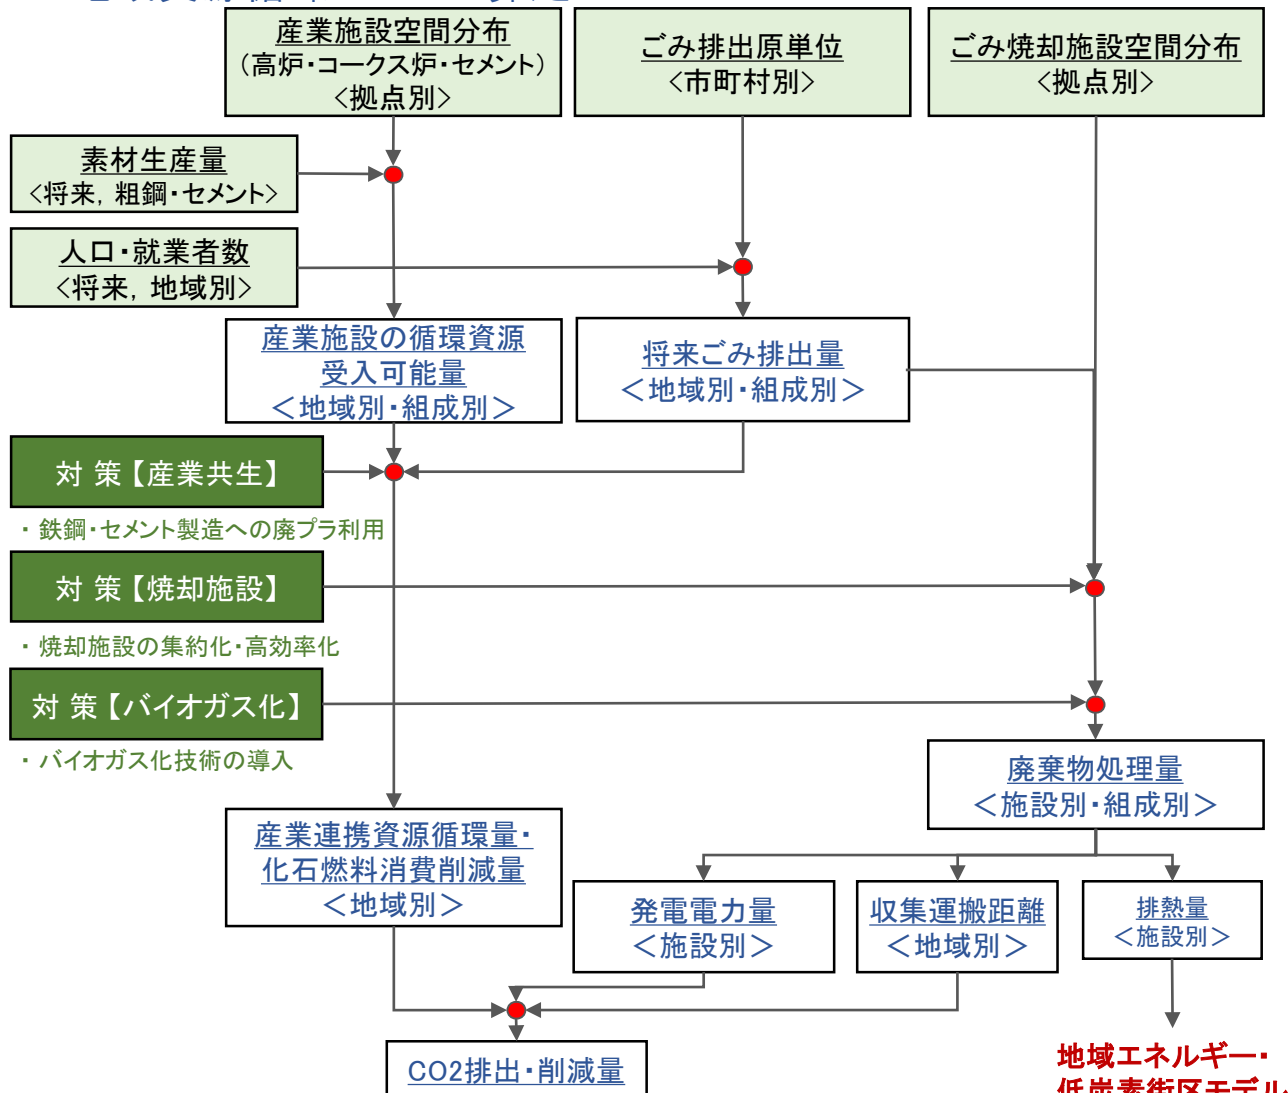 産業施設空間分布
（高炉・コークス炉・セメント）
<拠点別>
ごみ排出原単位
<市町村別>
ごみ焼却施設空間分布
<拠点別>
素材生産量
<将来，粗鋼・セメント>
人口・就業者数
<将来，地域別>
産業施設の循環資源
受入可能量
＜地域別・組成別＞
将来ごみ排出量
＜地域別・組成別＞
対 策【産業共生】
・ 鉄鋼・セメント製造への廃プラ利用
対 策【焼却施設】
・ 焼却施設の集約化・高効率化
対 策【バイオガス化】
・ バイオガス化技術の導入
廃棄物処理量
＜施設別・組成別＞
産業連携資源循環量・
化石燃料消費削減量
＜地域別＞
発電電力量
＜施設別＞
収集運搬距離
＜地域別＞
排熱量
＜施設別＞
CO2排出・削減量
地域エネルギー・
低炭素街区モデル